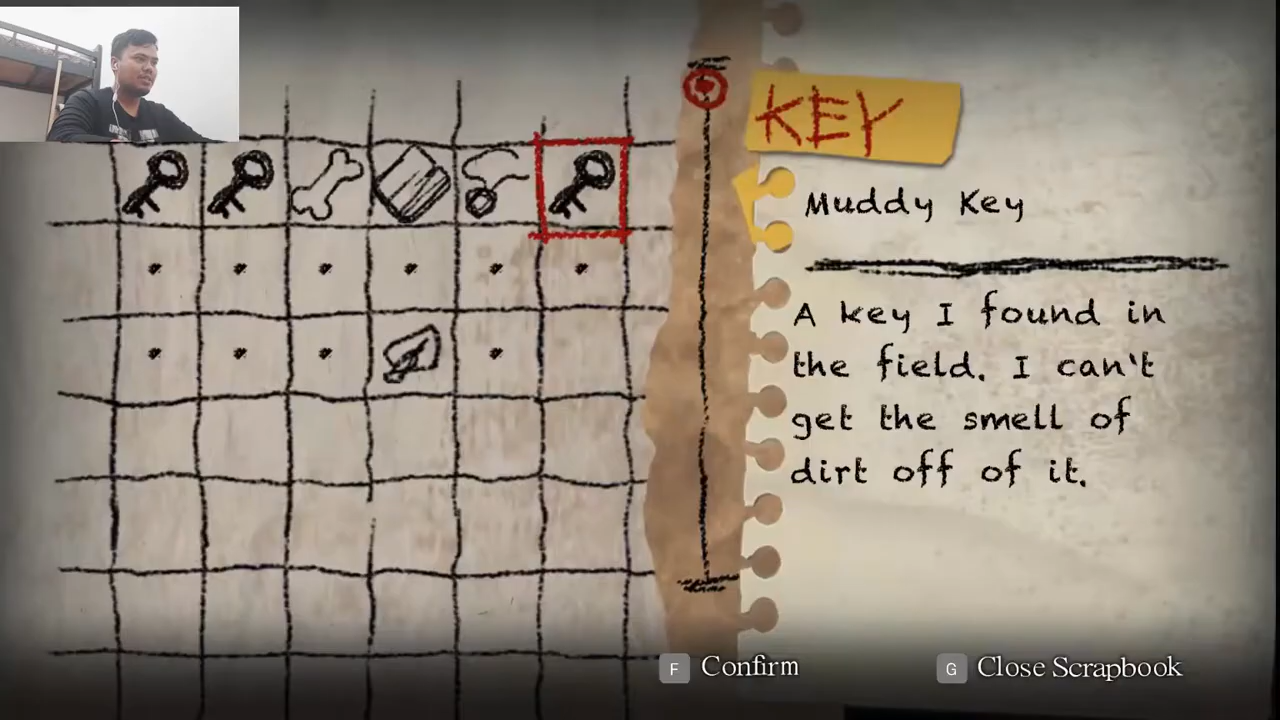 KEY
Muddy Key
A key I found in
the field. I can't
get the smell of
dirt off of it.
F Confirm
G Close Scrapbook